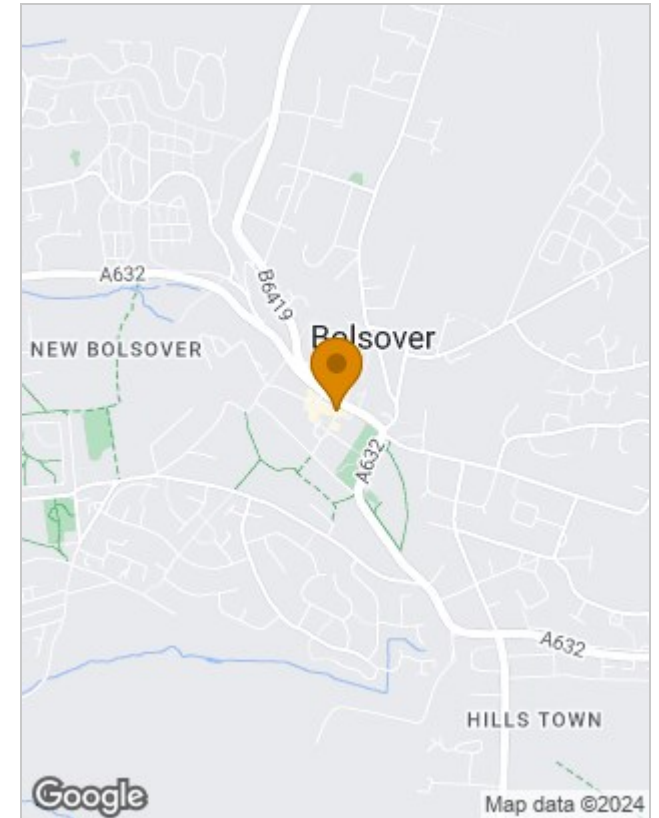 A632
B6419
Bolsover
NEW BOLSOVER
A632
A632
HILLS TOWN
Google
Map data ©2024